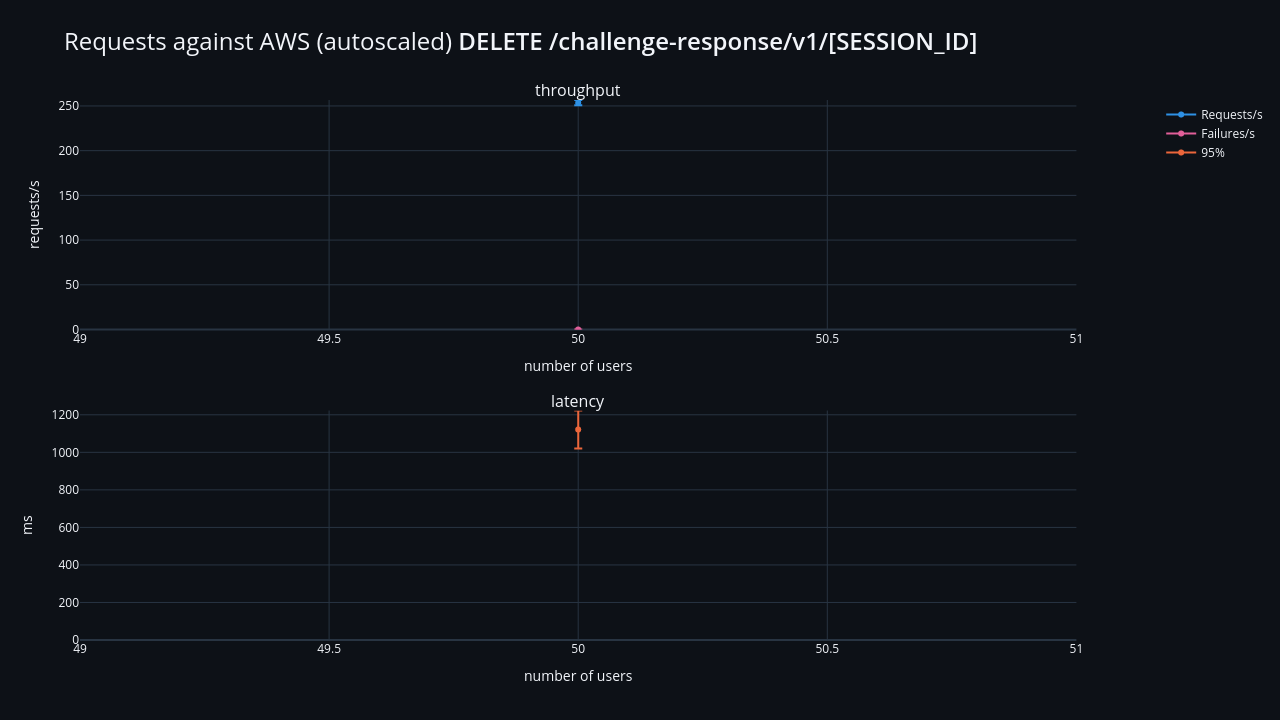 Requests against AWS (autoscaled) DELETE /challenge-response/v1/[SESSION_ID]
throughput
250
200
150
100
50
0
requests/s
49
49.5
50
50.5
51
number of users
Requests/s
Failures/s
95%
latency
1200
1000
800
600
400
200
0
ms
49
49.5
50
50.5
51
number of users